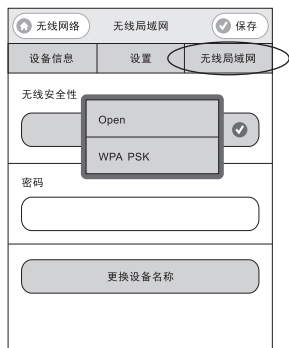 无线网络 无线局域网 保存
设备信息 设置 无线局域网
无线安全性
Open
WPA PSK
密码
更换设备名称